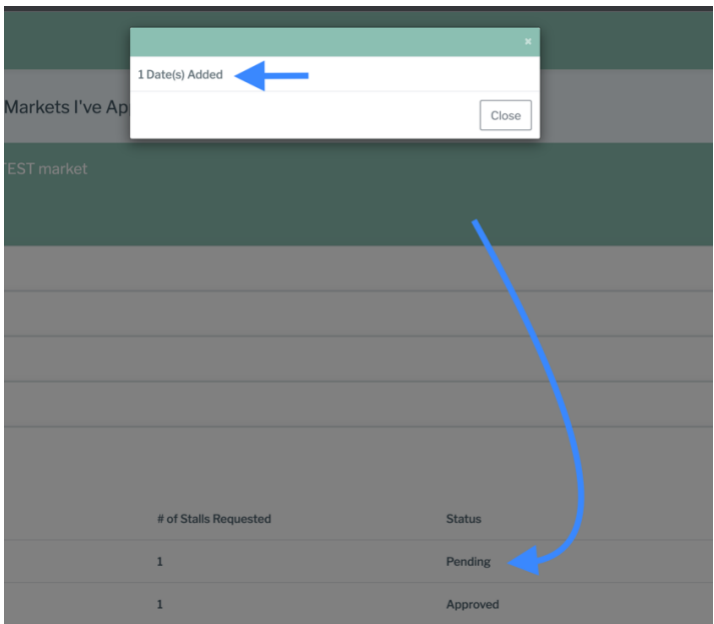 ×
1 Date(s) Added
Close
Markets I've Ap
TEST market
# of Stalls Requested Status
1 Pending
1 Approved